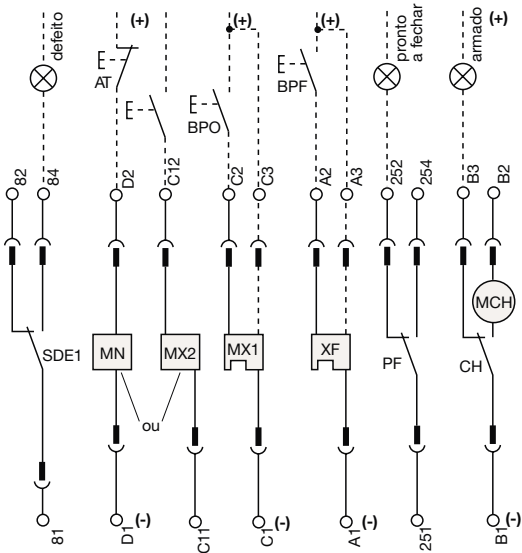 defeito
(+)
(+)
(+)
pronto
a fechar
armado
(+)
AT
BPO
BPF
82
84
D2
C12
C2
C3
A2
A3
252
254
B3
B2
MCH
SDE1
MN
MX2
MX1
XF
PF
CH
ou
81
D1
(-)
C11
C1
(-)
A1
(-)
251
B1
(-)